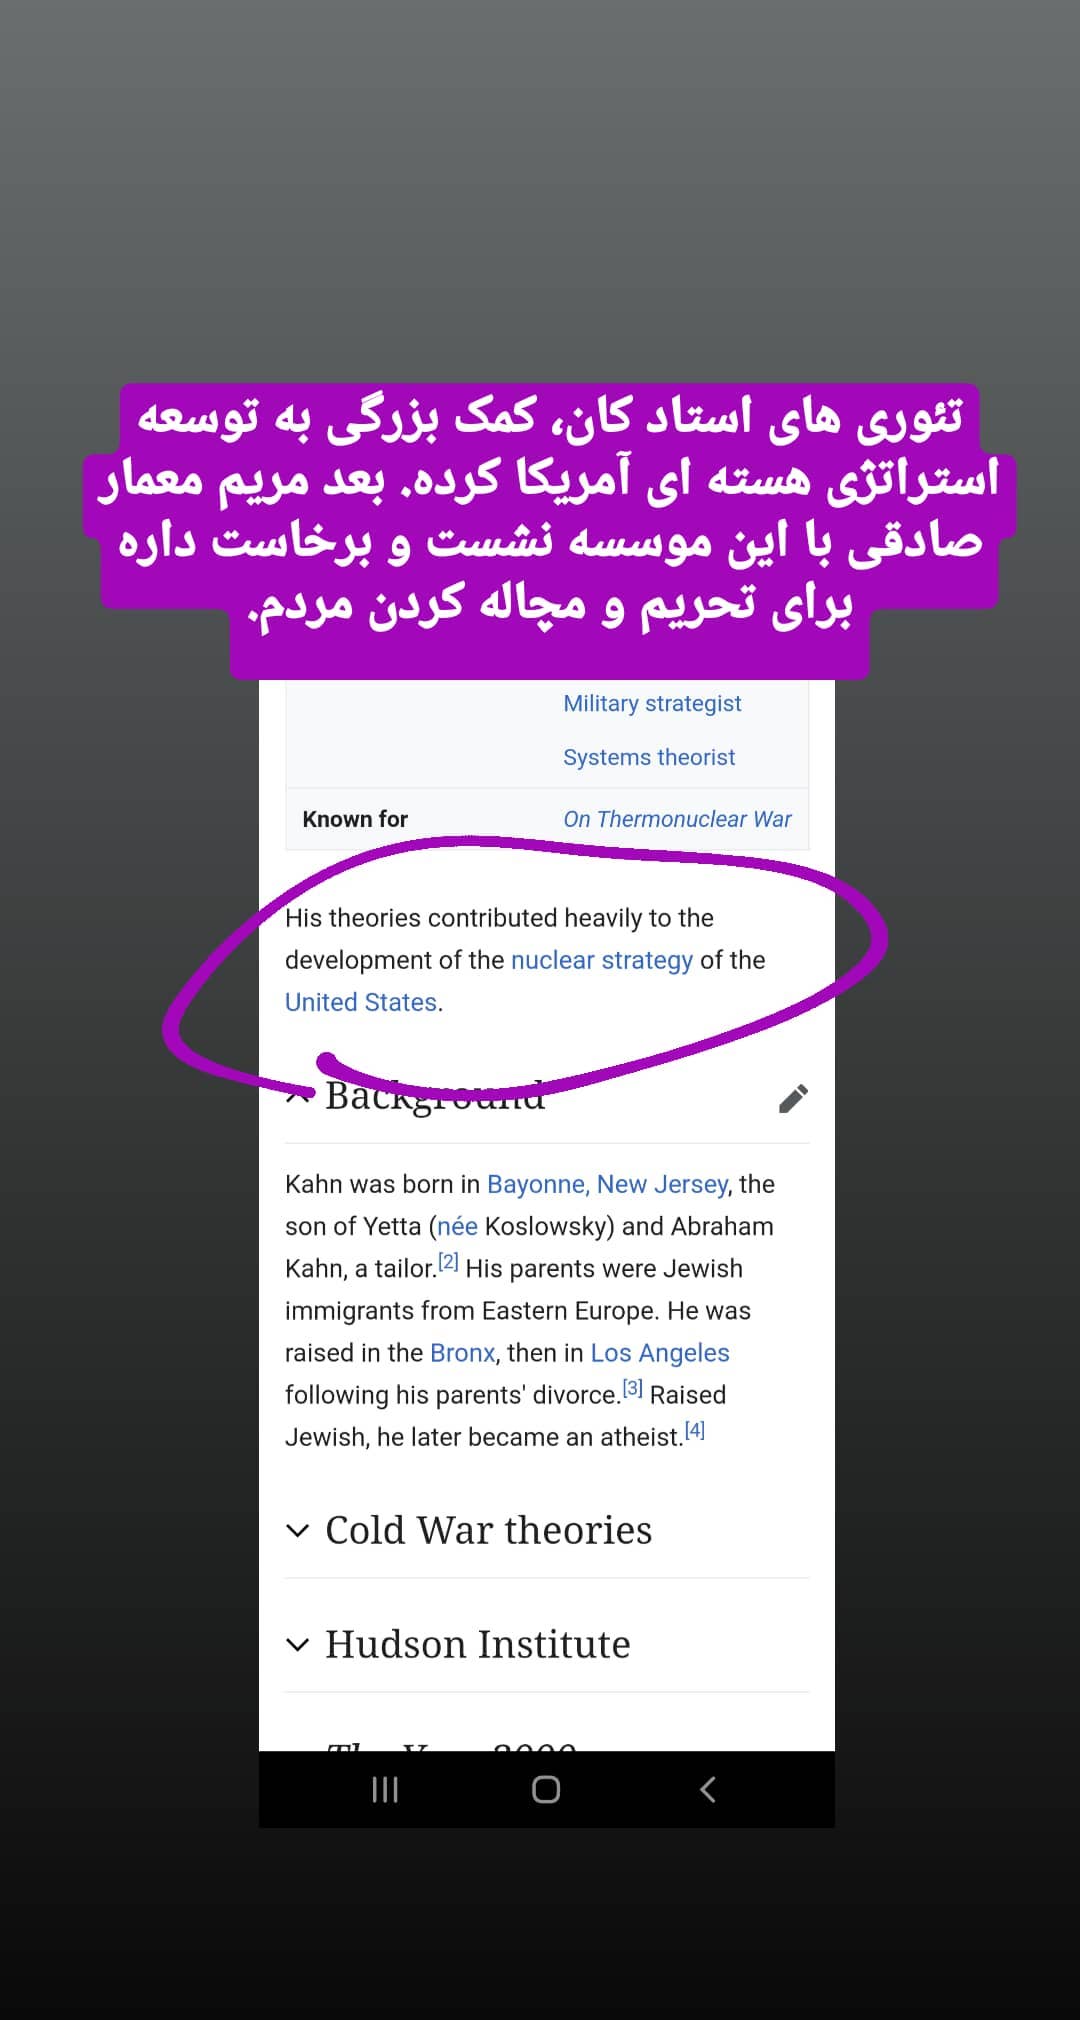 تئوری های استاد کان، کمک بزرگی به توسعه
استراتژی هسته ای آمریکا کرده. بعد مریم معمار
صادقی با این موسسه نشست و برخاست داره
برای تحریم و مچاله کردن مردم.
Military strategist
Systems theorist
Known for On Thermonuclear War
His theories contributed heavily to the
development of the nuclear strategy of the
United States.
Background
Kahn was born in Bayonne, New Jersey, the
son of Yetta (née Koslowsky) and Abraham
Kahn, a tailor.[2] His parents were Jewish
immigrants from Eastern Europe. He was
raised in the Bronx, then in Los Angeles
following his parents' divorce.[3] Raised
Jewish, he later became an atheist.[4]
Cold War theories
Hudson Institute